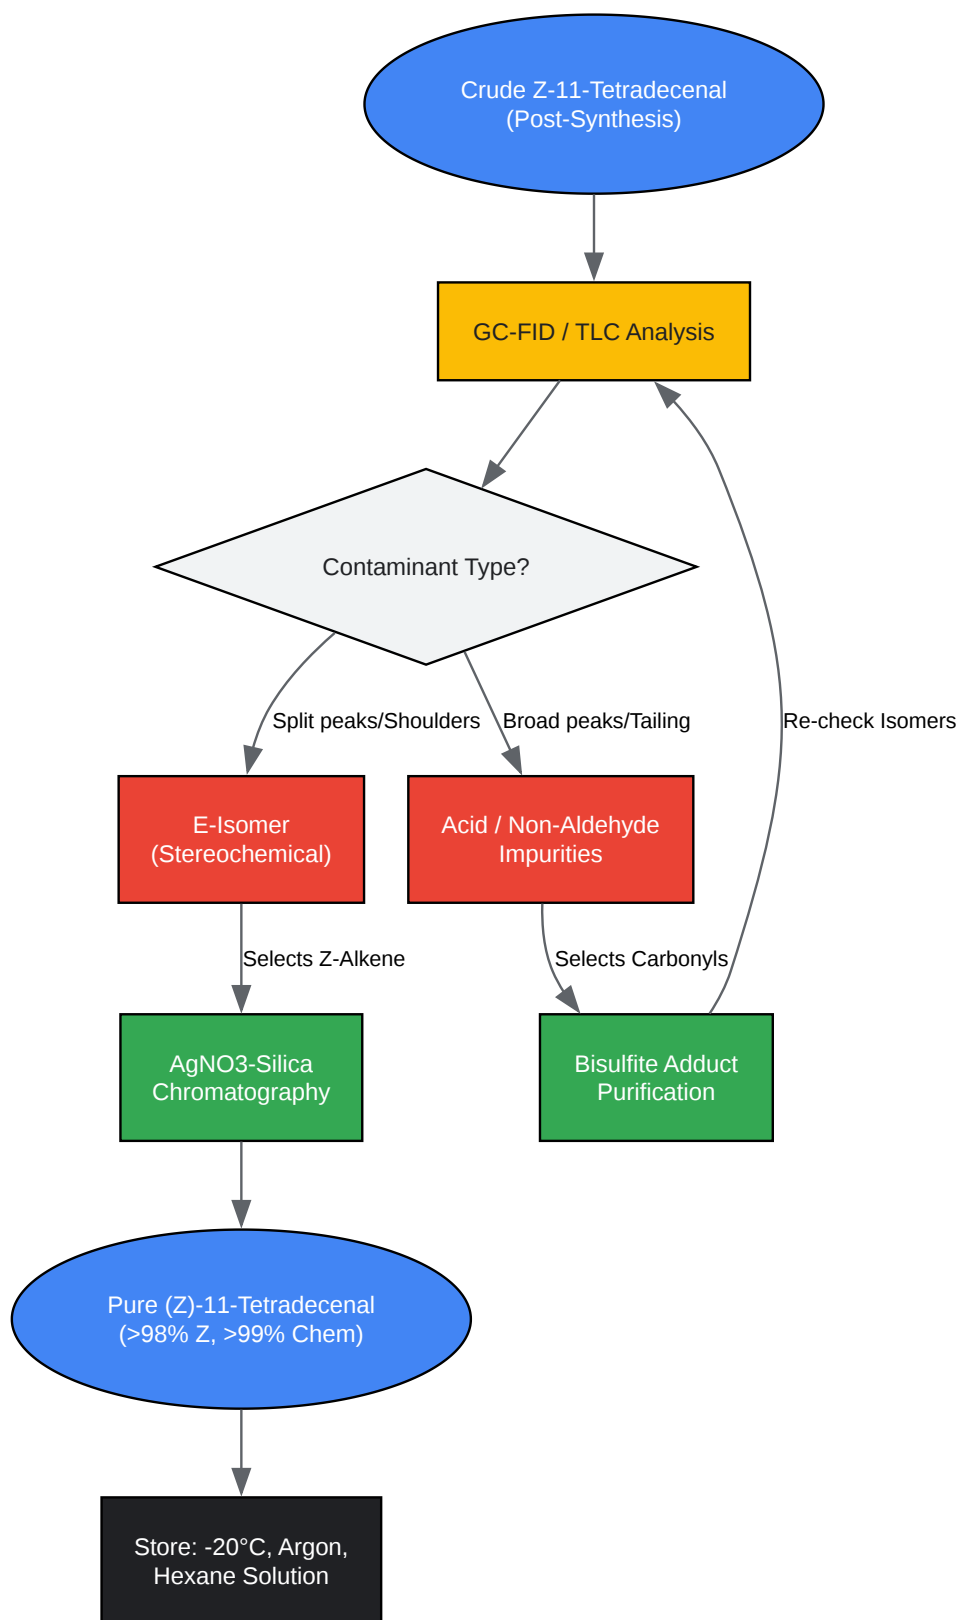 Crude Z-11-Tetradecenal
(Post-Synthesis)
GC-FID / TLC Analysis
Contaminant Type?
Split peaks/Shoulders
Broad peaks/Tailing
Re-check Isomers
E-Isomer
(Stereochemical)
Acid / Non-Aldehyde
Impurities
Selects Z-Alkene
Selects Carbonyls
AgNO3-Silica
Chromatography
Bisulfite Adduct
Purification
Pure (Z)-11-Tetradecenal
(>98% Z, >99% Chem)
Store: -20°C, Argon,
Hexane Solution